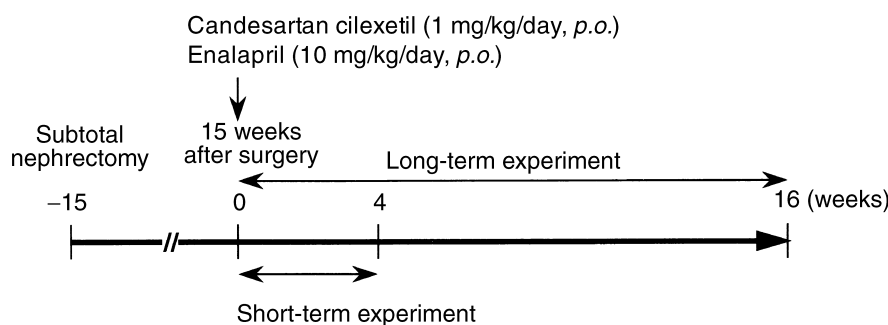 Candesartan cilexetil (1 mg/kg/day, p.o.)
Enalapril (10 mg/kg/day, p.o.)
Subtotal
nephrectomy
15 weeks
after surgery
Long-term experiment
−15
0
4
16 (weeks)
Short-term experiment